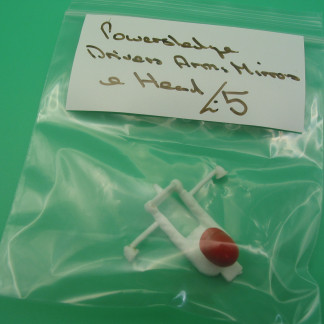 Powersledge
Drivers Arm, Mirror
e Head £5